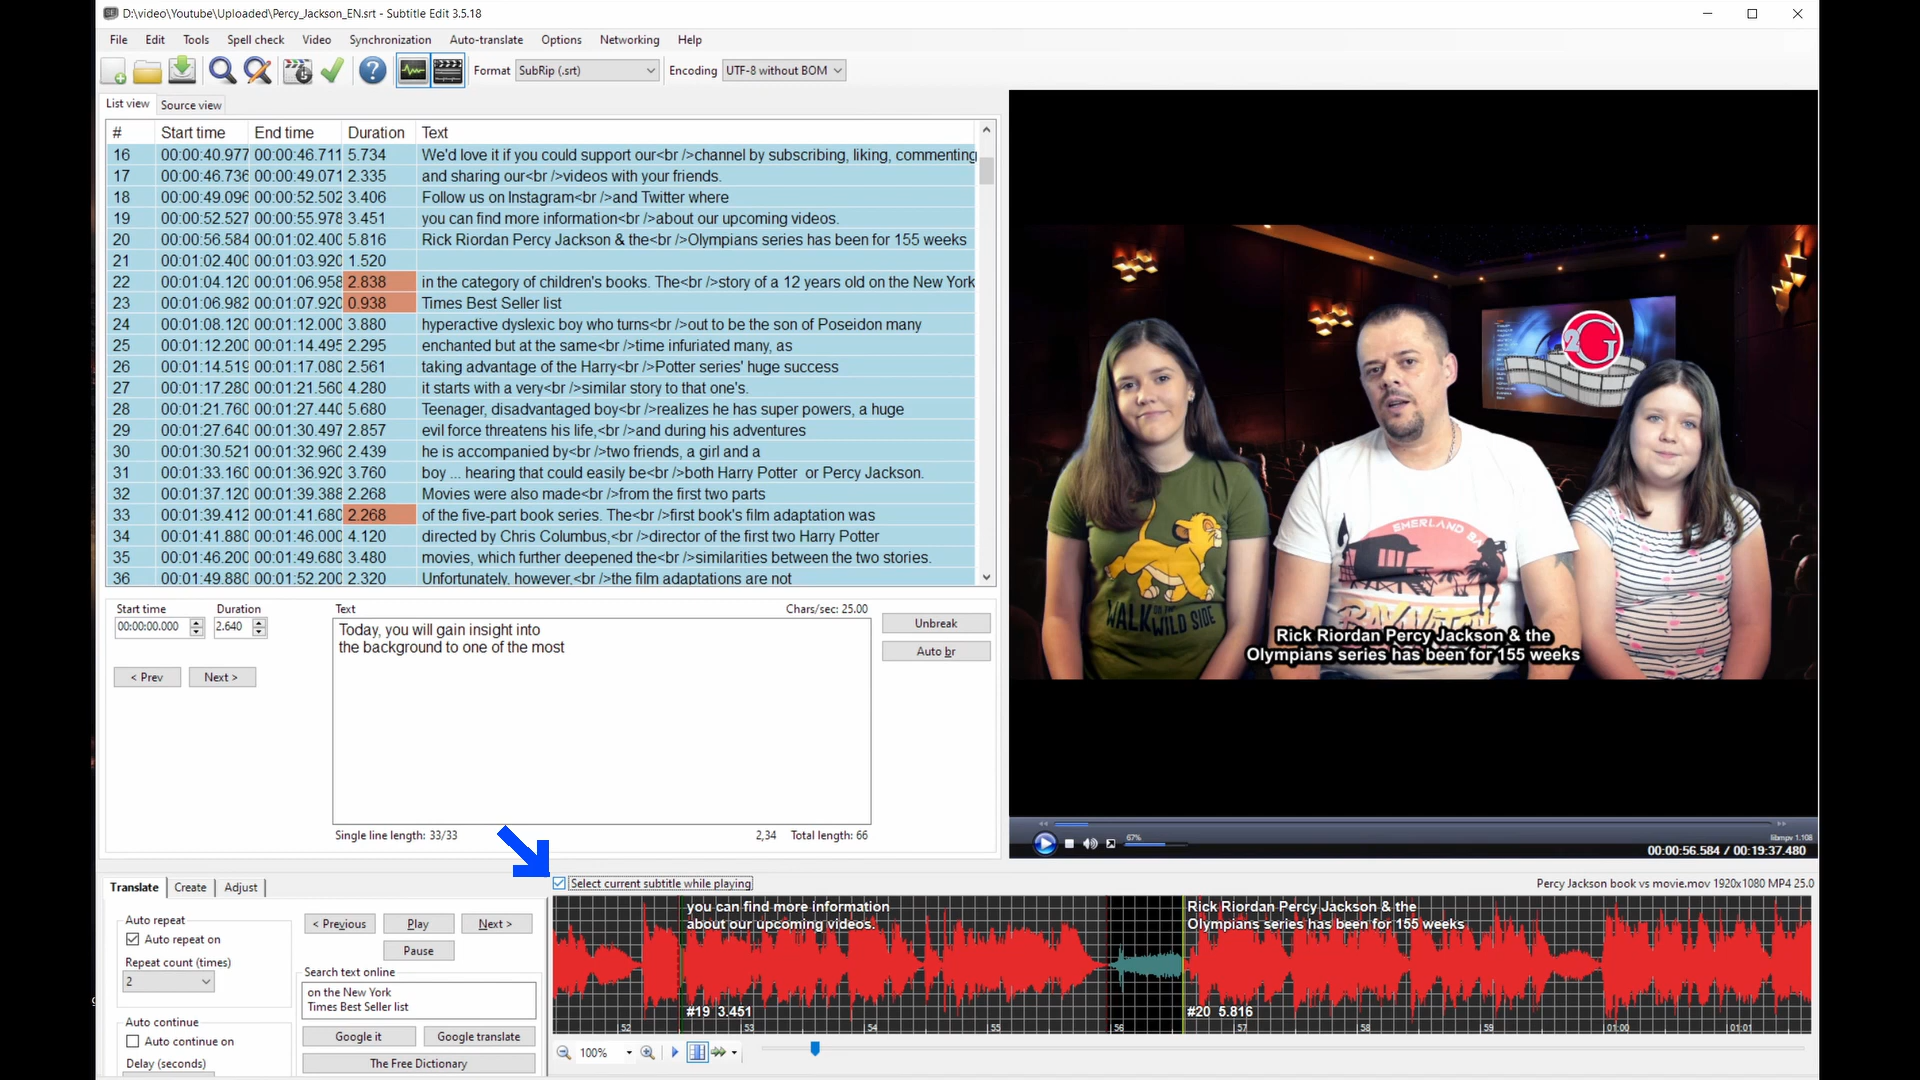 D:\video\Youtube\Uploaded\Percy_Jackson_EN.srt - Subtitle Edit 3.5.18
File Edit Tools Spell check Video Synchronization Auto-translate Options Networking Help
Format SubRip (.srt) Encoding UTF-8 without BOM
List view Source view
# Start time End time Duration Text
16 00:00:40.977 00:00:46.711 5.734 We'd love it if you could support our<br />channel by subscribing, liking, commenting
17 00:00:46.736 00:00:49.071 2.335 and sharing our<br />videos with your friends.
18 00:00:49.096 00:00:52.502 3.406 Follow us on Instagram<br />and Twitter where
19 00:00:52.527 00:00:55.978 3.451 you can find more information<br />about our upcoming videos.
20 00:00:56.584 00:01:02.400 5.816 Rick Riordan Percy Jackson & the<br />Olympians series has been for 155 weeks
21 00:01:02.400 00:01:03.920 1.520
22 00:01:04.120 00:01:06.958 2.838 in the category of children's books. The<br />story of a 12 years old on the New York
23 00:01:06.982 00:01:07.920 0.938 Times Best Seller list
24 00:01:08.120 00:01:12.000 3.880 hyperactive dyslexic boy who turns<br />out to be the son of Poseidon many
25 00:01:12.200 00:01:14.495 2.295 enchanted but at the same<br />time infuriated many, as
26 00:01:14.519 00:01:17.080 2.561 taking advantage of the Harry<br />Potter series' huge success
27 00:01:17.280 00:01:21.560 4.280 it starts with a very<br />similar story to that one's.
28 00:01:21.760 00:01:27.440 5.680 Teenager, disadvantaged boy<br />realizes he has super powers, a huge
29 00:01:27.640 00:01:30.497 2.857 evil force threatens his life,<br />and during his adventures
30 00:01:30.521 00:01:32.960 2.439 he is accompanied by<br />two friends, a girl and a
31 00:01:33.160 00:01:36.920 3.760 boy ... hearing that could easily be<br />both Harry Potter  or Percy Jackson.
32 00:01:37.120 00:01:39.388 2.268 Movies were also made<br />from the first two parts
33 00:01:39.412 00:01:41.680 2.268 of the five-part book series. The<br />first book's film adaptation was
34 00:01:41.880 00:01:46.000 4.120 directed by Chris Columbus,<br />director of the first two Harry Potter
35 00:01:46.200 00:01:49.680 3.480 movies, which further deepened the<br />similarities between the two stories.
36 00:01:49.880 00:01:52.200 2.320 Unfortunately, however,<br />the film adaptations are not
Start time Duration Text Chars/sec: 25.00
00:00:00.000 2.640
Today, you will gain insight into
the background to one of the most
Unbreak
Auto br
< Prev Next >
Single line length: 33/33 2,34 Total length: 66
2G
WALK ON THE WILD SIDE
EMERLAND
Rick Riordan Percy Jackson & the
Olympians series has been for 155 weeks
67%
libmpv 1.108
00:00:56.584 / 00:19:37.480
Translate Create Adjust
Select current subtitle while playing
Percy Jackson book vs movie.mov 1920x1080 MP4 25.0
Auto repeat
Auto repeat on
Repeat count (times)
2
Auto continue
Auto continue on
Delay (seconds)
< Previous Play Next >
Pause
Search text online
on the New York
Times Best Seller list
Google it Google translate
The Free Dictionary
you can find more information
about our upcoming videos.
Rick Riordan Percy Jackson & the
Olympians series has been for 155 weeks
#19 3.451
#20 5.816
52 53 54 55 56 57 58 59 01:00 01:01
100%